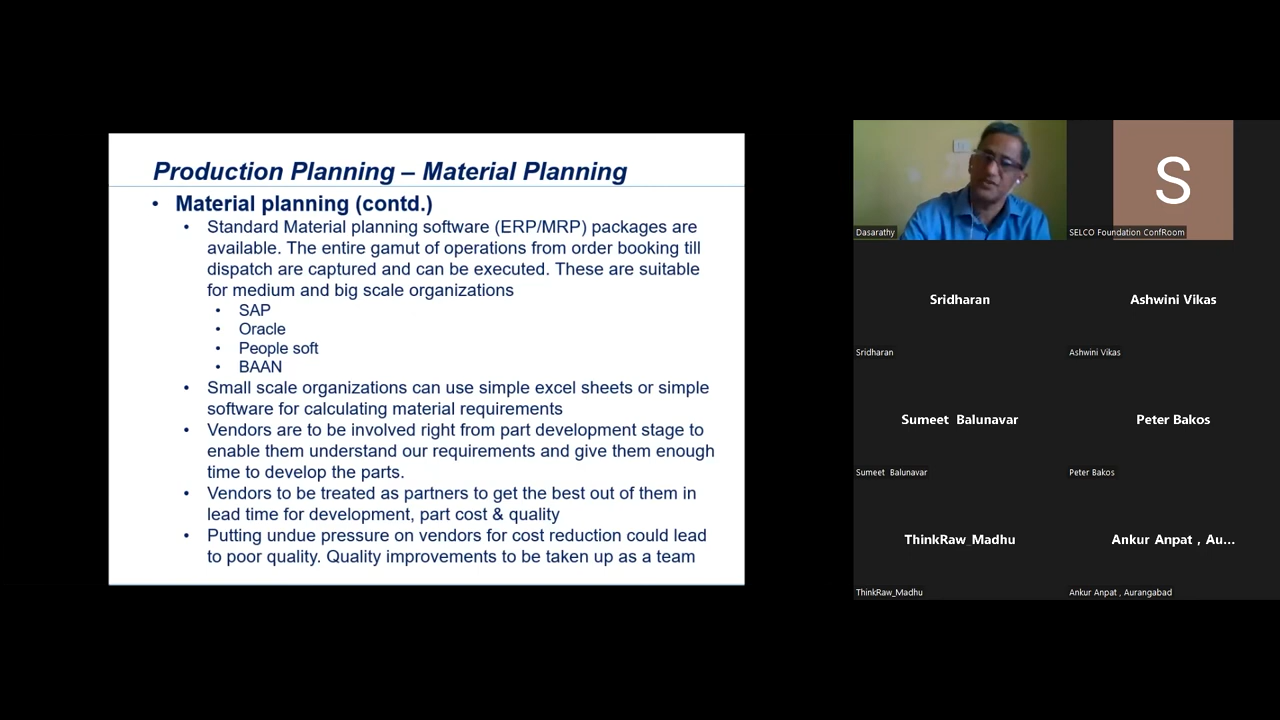 Production Planning – Material Planning
• Material planning (contd.)
• Standard Material planning software (ERP/MRP) packages are
available. The entire gamut of operations from order booking till
dispatch are captured and can be executed. These are suitable
for medium and big scale organizations
• SAP
• Oracle
• People soft
• BAAN
• Small scale organizations can use simple excel sheets or simple
software for calculating material requirements
• Vendors are to be involved right from part development stage to
enable them understand our requirements and give them enough
time to develop the parts.
• Vendors to be treated as partners to get the best out of them in
lead time for development, part cost & quality
• Putting undue pressure on vendors for cost reduction could lead
to poor quality. Quality improvements to be taken up as a team
Dasarathy
S
SELCO Foundation ConfRoom
Sridharan
Sridharan
Ashwini Vikas
Ashwini Vikas
Sumeet Balunavar
Sumeet Balunavar
Peter Bakos
Peter Bakos
ThinkRaw_Madhu
ThinkRaw_Madhu
Ankur Anpat , Au...
Ankur Anpat , Aurangabad